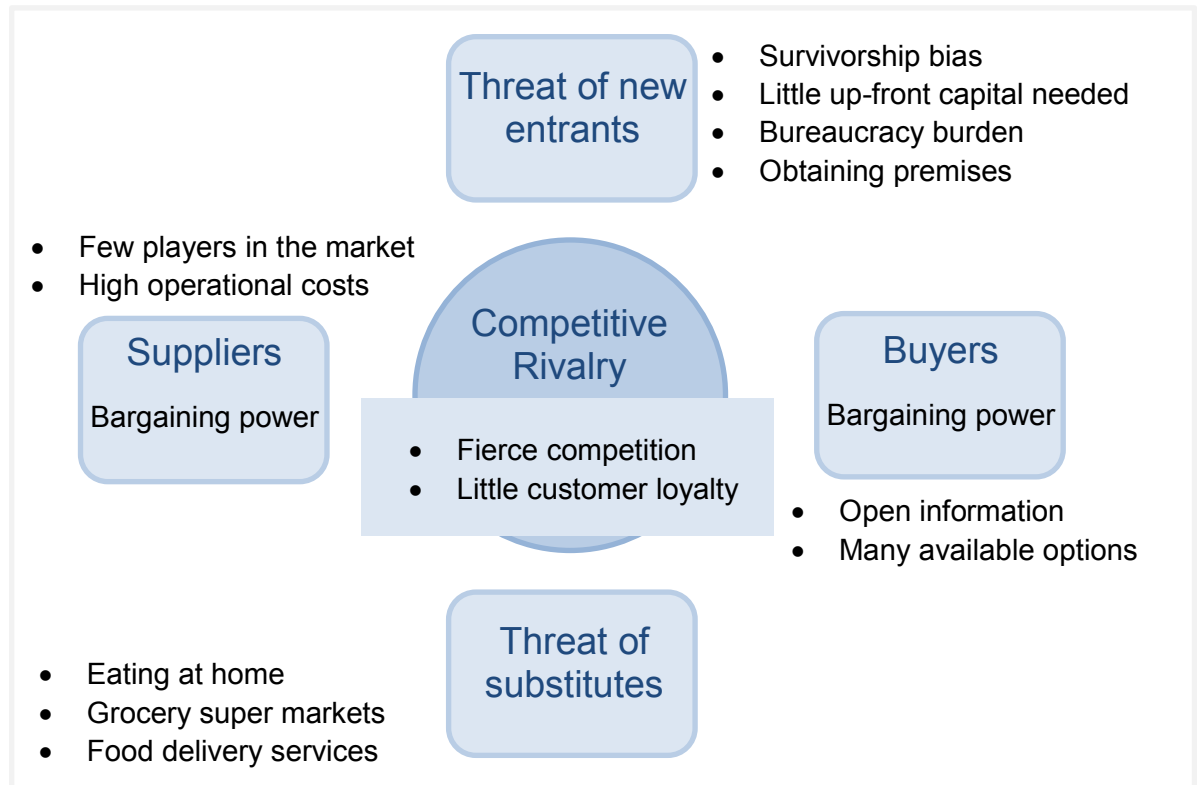 Threat of new
entrants
• Survivorship bias
• Little up-front capital needed
• Bureaucracy burden
• Obtaining premises
• Few players in the market
• High operational costs
Suppliers
Bargaining power
Competitive
Rivalry
• Fierce competition
• Little customer loyalty
Buyers
Bargaining power
• Open information
• Many available options
Threat of
substitutes
• Eating at home
• Grocery super markets
• Food delivery services